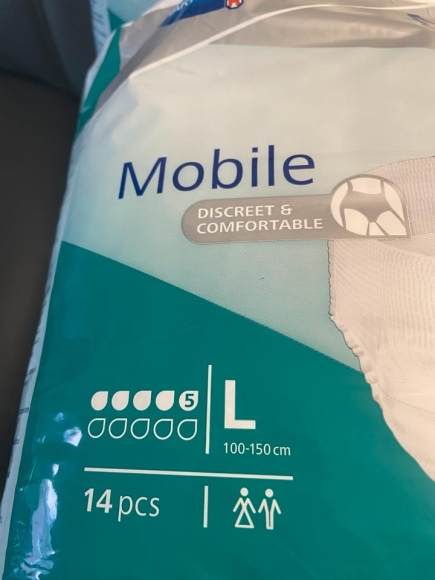 Mobile
DISCREET &
COMFORTABLE
5
L
100-150 cm
14 pcs